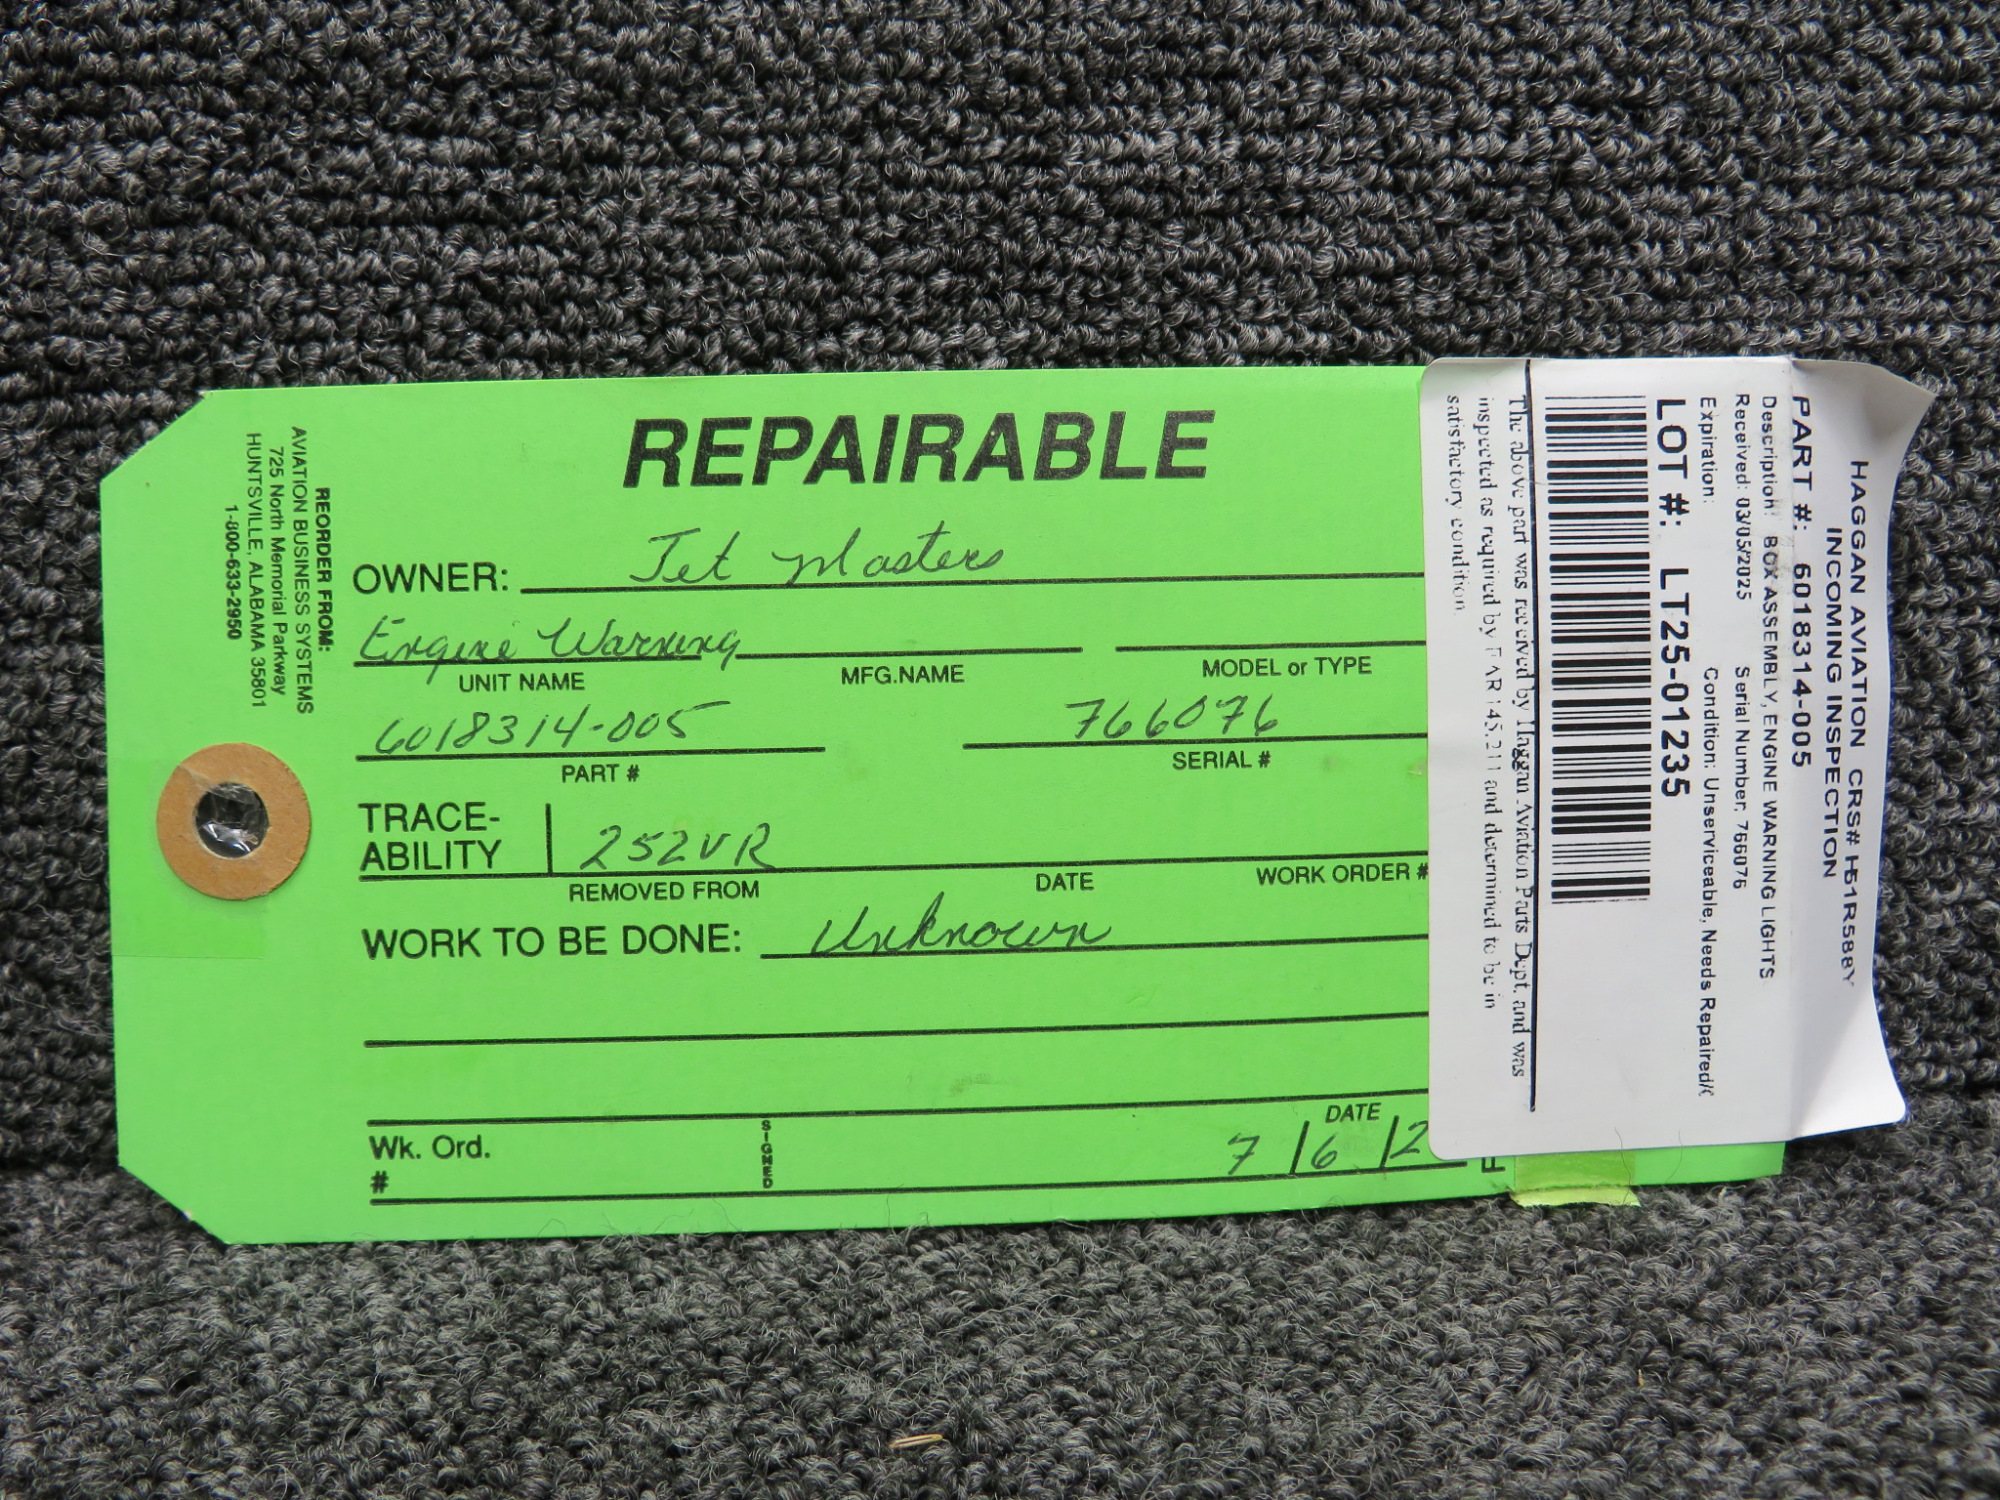 REPAIRABLE
OWNER: Jet Masters
Engine Warning
UNIT NAME MFG.NAME MODEL or TYPE
6018314-005 766076
PART # SERIAL #
TRACE-
ABILITY 252VR
REMOVED FROM DATE WORK ORDER #
WORK TO BE DONE: Unknown
DATE
Wk. Ord.
#
SIGNED
7/6/2
REORDER FROM:
AVIATION BUSINESS SYSTEMS
725 North Memorial Parkway
HUNTSVILLE, ALABAMA 35801
1-800-633-2950
HAGGAN AVIATION CRS# H51R588Y
INCOMING INSPECTION
PART #: 6018314-005
Description: BOX ASSEMBLY, ENGINE WARNING LIGHTS
Received: 03/05/2025 Serial Number: 766076
Expiration: Condition: Unserviceable, Needs Repaired/
LOT #: LT25-01235
The above part was received by Haggan Aviation Parts Dept. and was
inspected as required by FAR 145.211 and determined to be in
satisfactory condition.